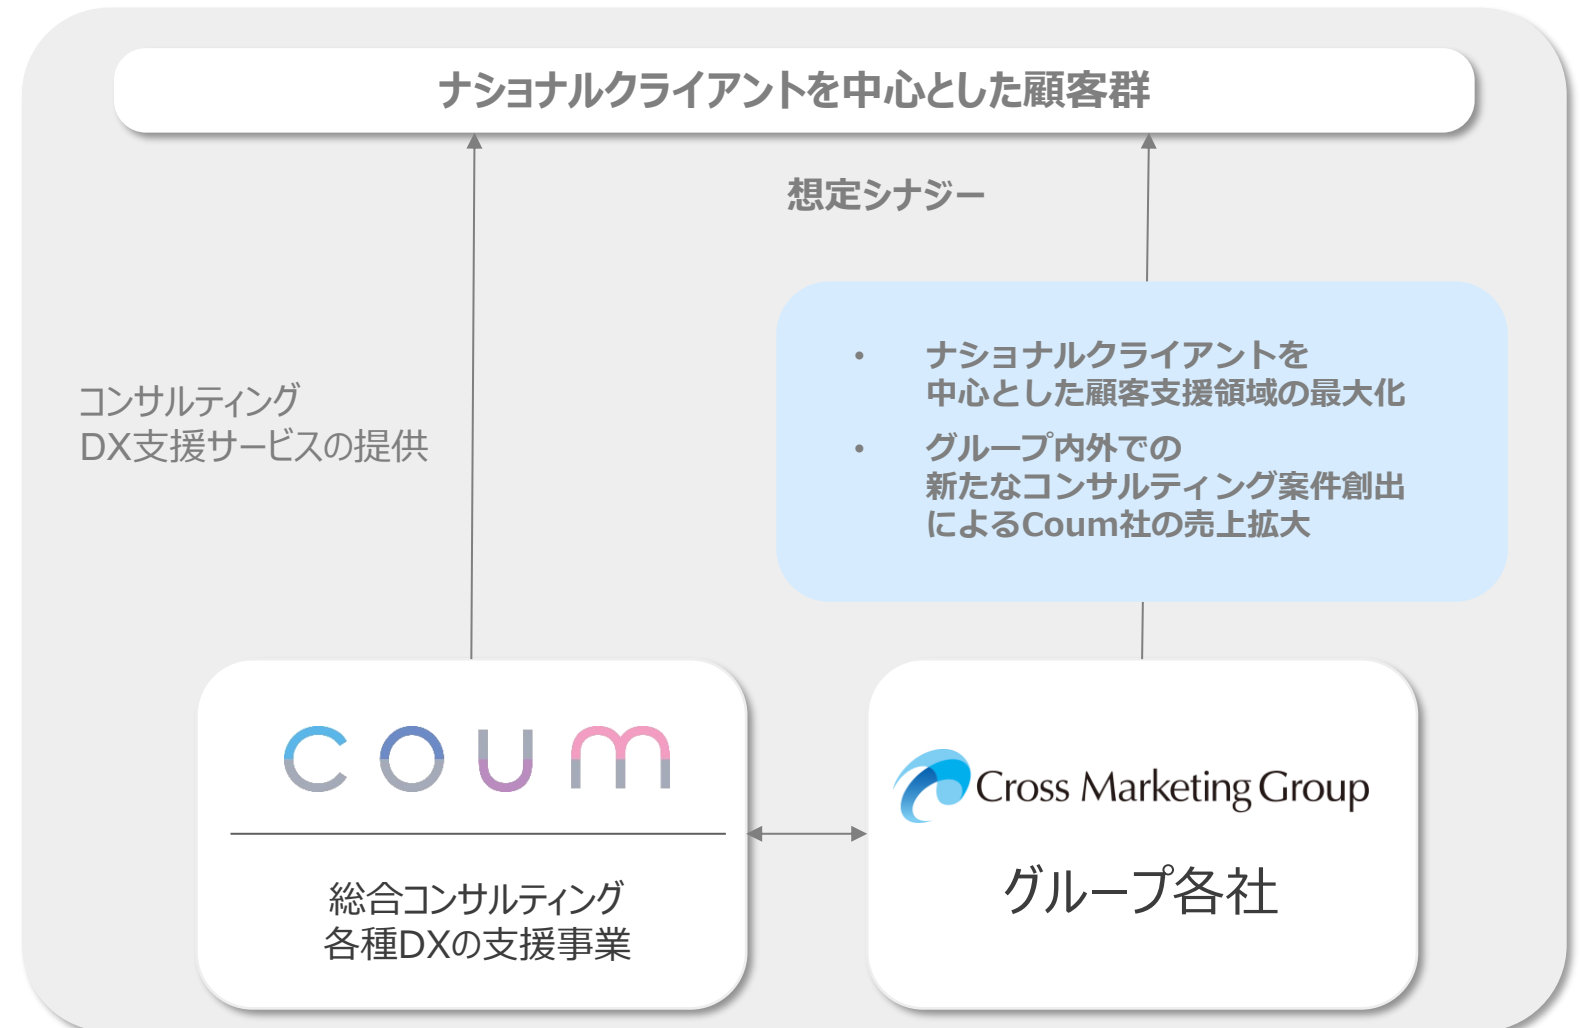 ナショナルクライアントを中心とした顧客群
想定シナジー
コンサルティング
DX支援サービスの提供
・ ナショナルクライアントを
中心とした顧客支援領域の最大化
・ グループ内外での
新たなコンサルティング案件創出
によるCoum社の売上拡大
coum
総合コンサルティング
各種DXの支援事業
Cross Marketing Group
グループ各社